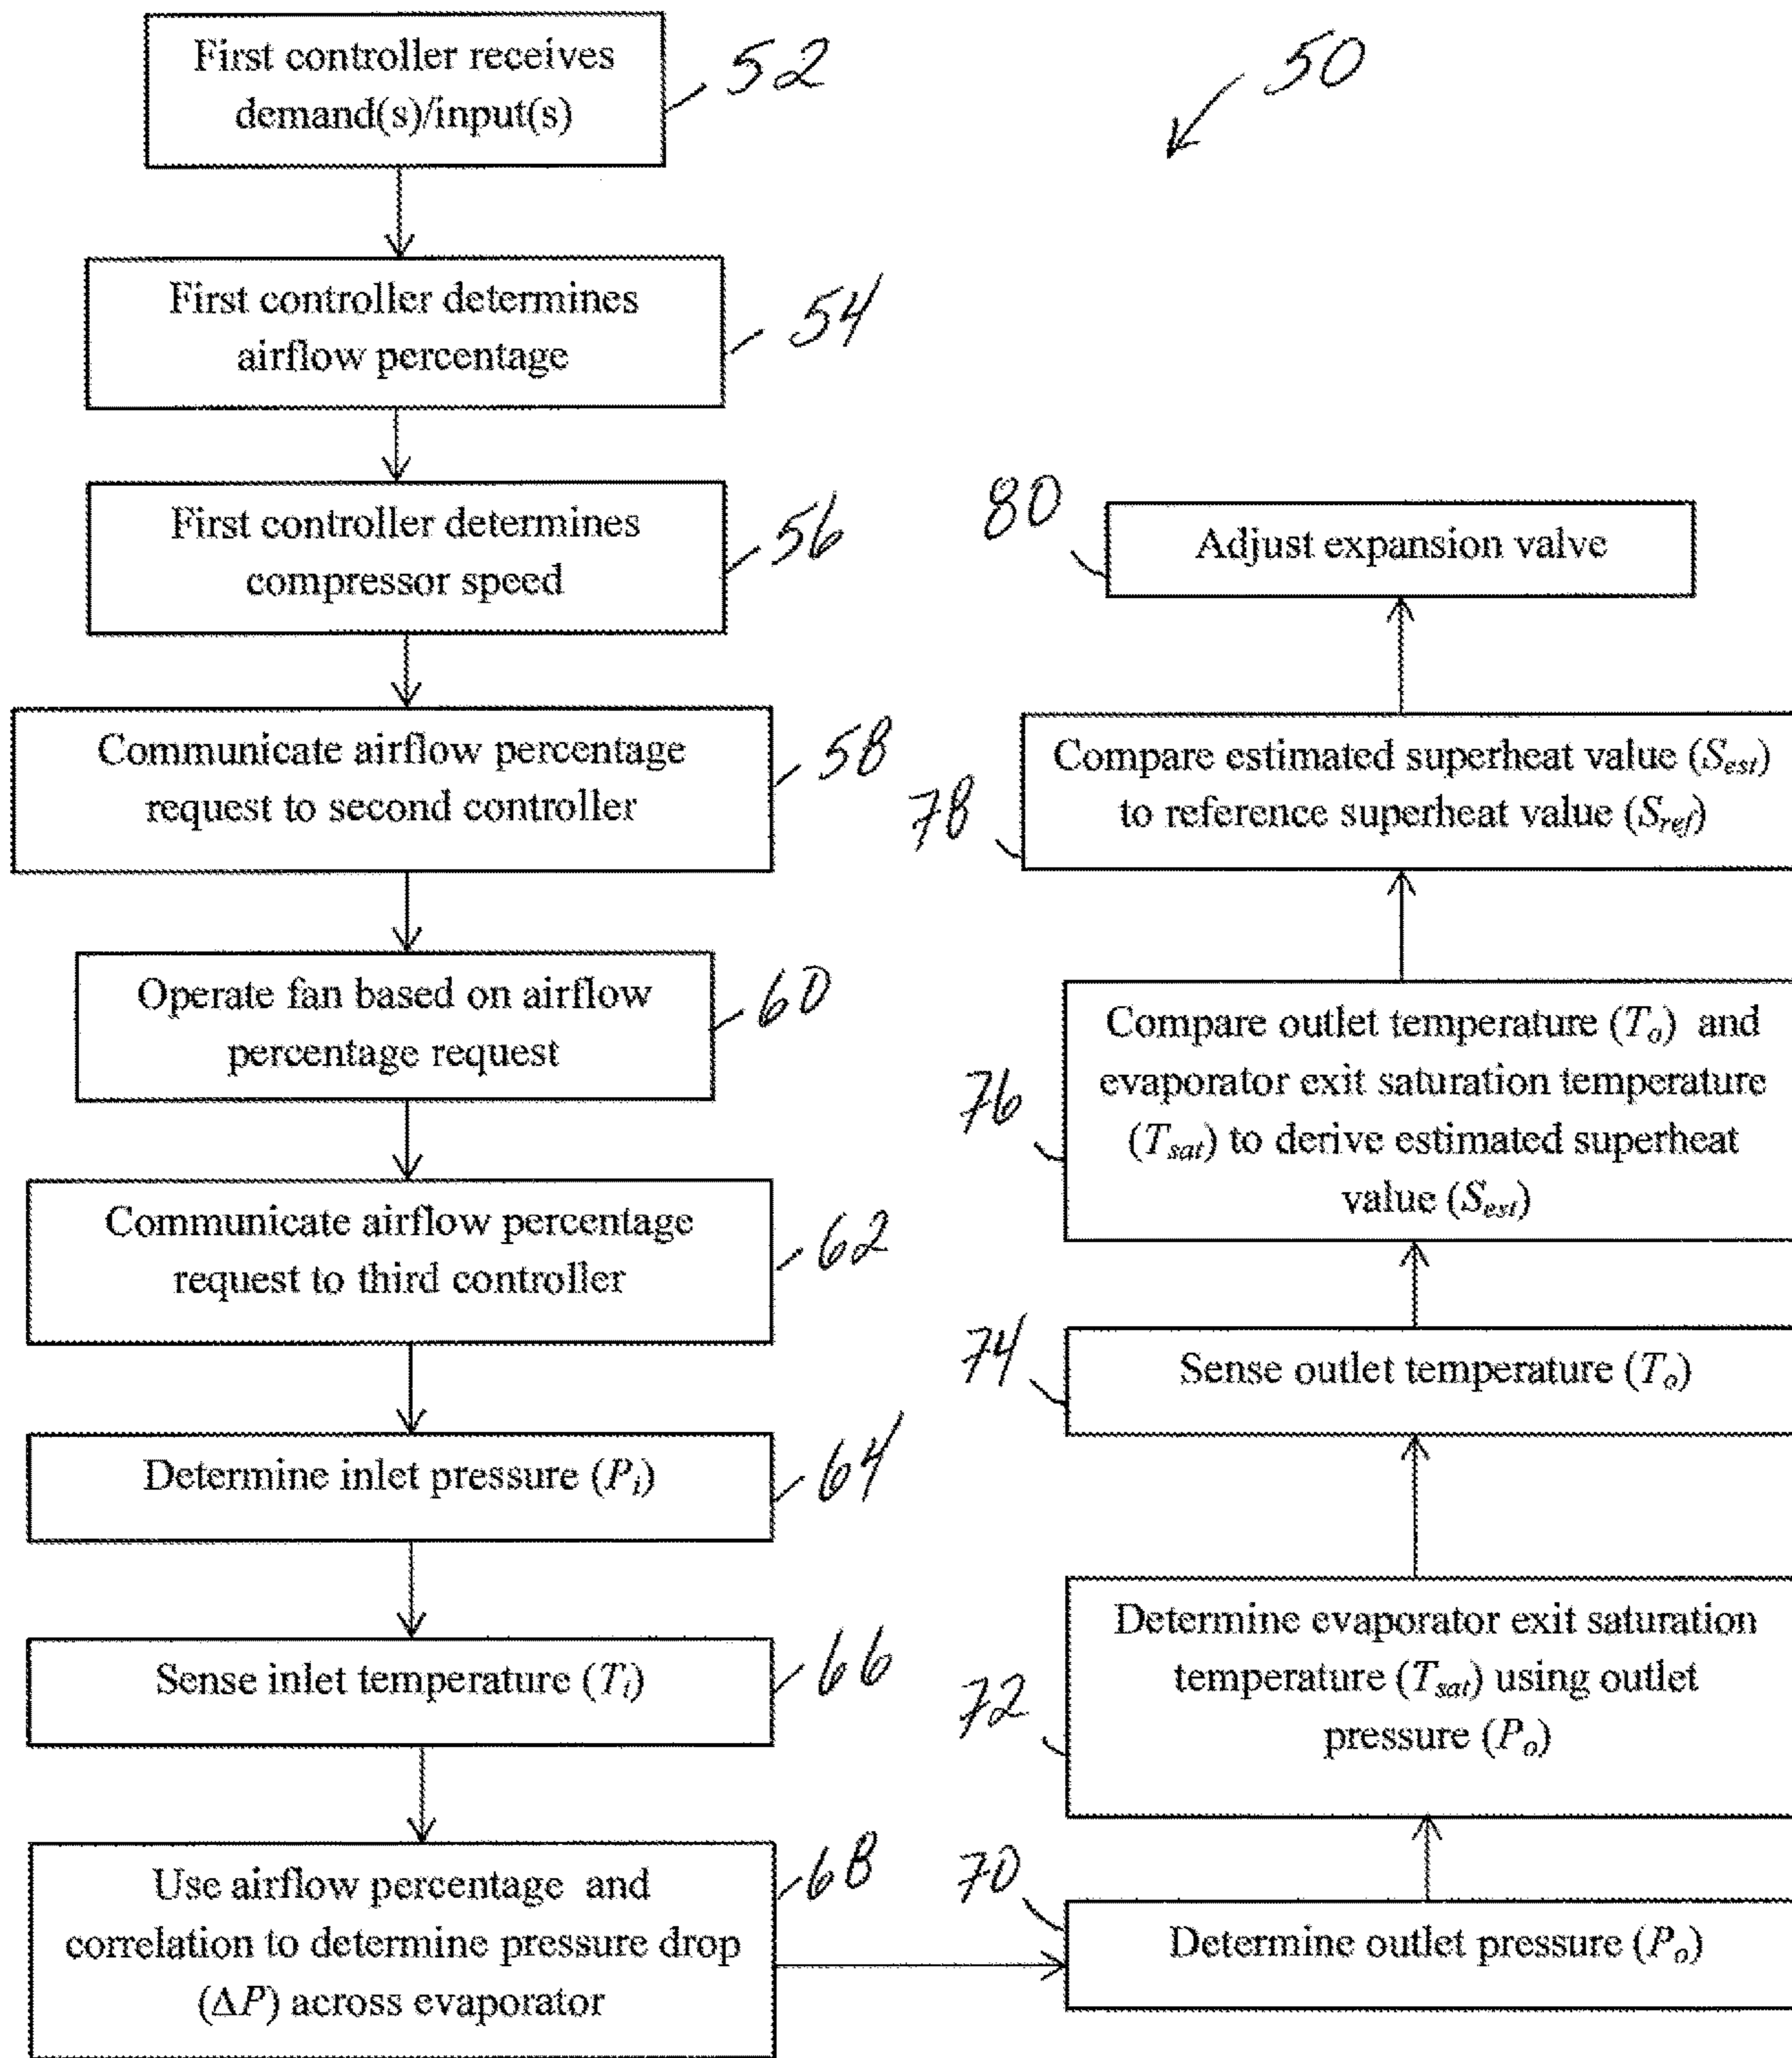 First controller receives
demand(s)/input(s)
52
50
First controller determines
airflow percentage
54
First controller determines
compressor speed
56
Communicate airflow percentage
request to second controller
58
Operate fan based on airflow
percentage request
60
Communicate airflow percentage
request to third controller
62
Determine inlet pressure (Pi)
64
Sense inlet temperature (Ti)
66
Use airflow percentage and
correlation to determine pressure drop
(ΔP) across evaporator
68
70
Determine outlet pressure (Po)
72
Determine evaporator exit saturation
temperature (Tsat) using outlet
pressure (Po)
74
Sense outlet temperature (To)
76
Compare outlet temperature (To) and
evaporator exit saturation temperature
(Tsat) to derive estimated superheat
value (Sest)
78
Compare estimated superheat value (Sest)
to reference superheat value (Sref)
80
Adjust expansion valve